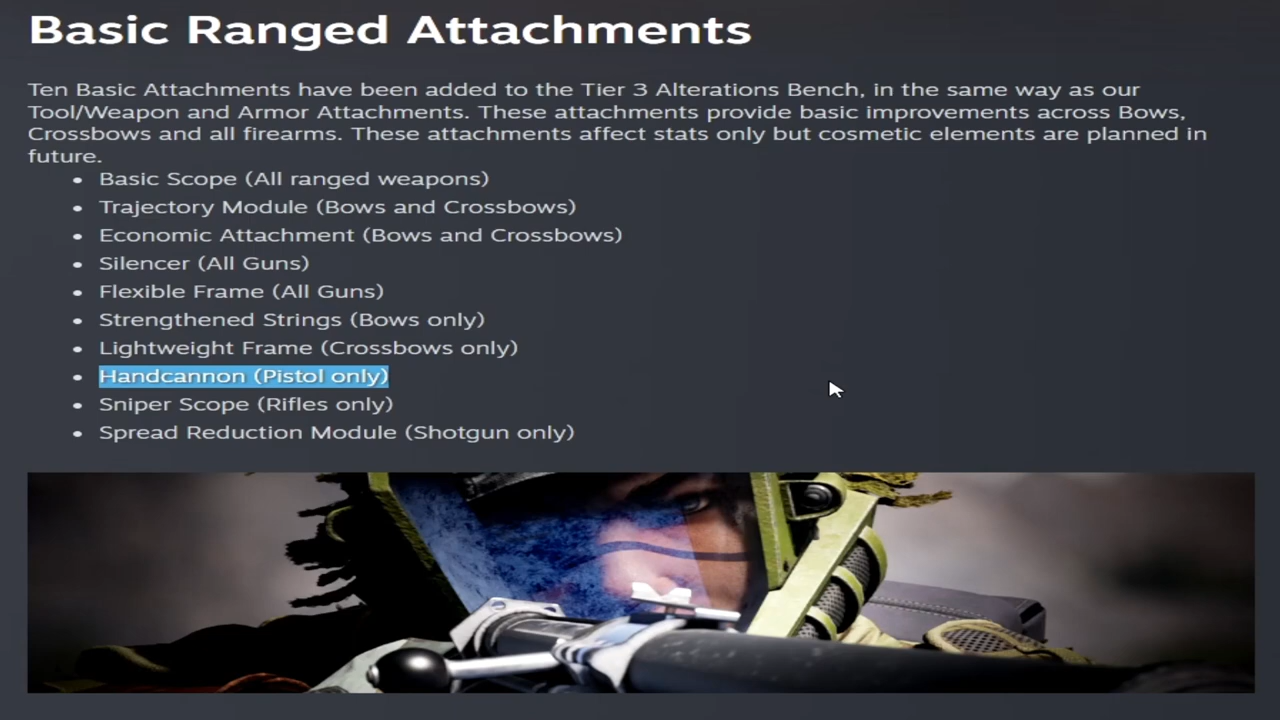 Basic Ranged Attachments
Ten Basic Attachments have been added to the Tier 3 Alterations Bench, in the same way as our
Tool/Weapon and Armor Attachments. These attachments provide basic improvements across Bows,
Crossbows and all firearms. These attachments affect stats only but cosmetic elements are planned in
future.
• Basic Scope (All ranged weapons)
• Trajectory Module (Bows and Crossbows)
• Economic Attachment (Bows and Crossbows)
• Silencer (All Guns)
• Flexible Frame (All Guns)
• Strengthened Strings (Bows only)
• Lightweight Frame (Crossbows only)
• Handcannon (Pistol only)
• Sniper Scope (Rifles only)
• Spread Reduction Module (Shotgun only)